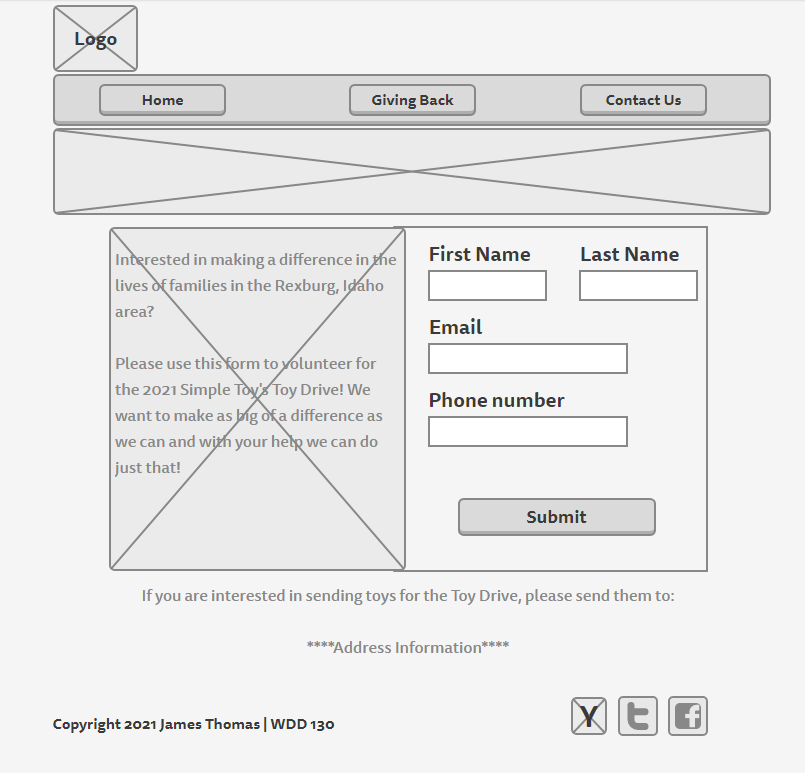 Logo
Home Giving Back Contact Us
Interested in making a difference in the
lives of families in the Rexburg, Idaho
area?
Please use this form to volunteer for
the 2021 Simple Toy's Toy Drive! We
want to make as big of a difference as
we can and with your help we can do
just that!
First Name Last Name
Email
Phone number
Submit
If you are interested in sending toys for the Toy Drive, please send them to:
****Address Information****
Copyright 2021 James Thomas | WDD 130
Y t f